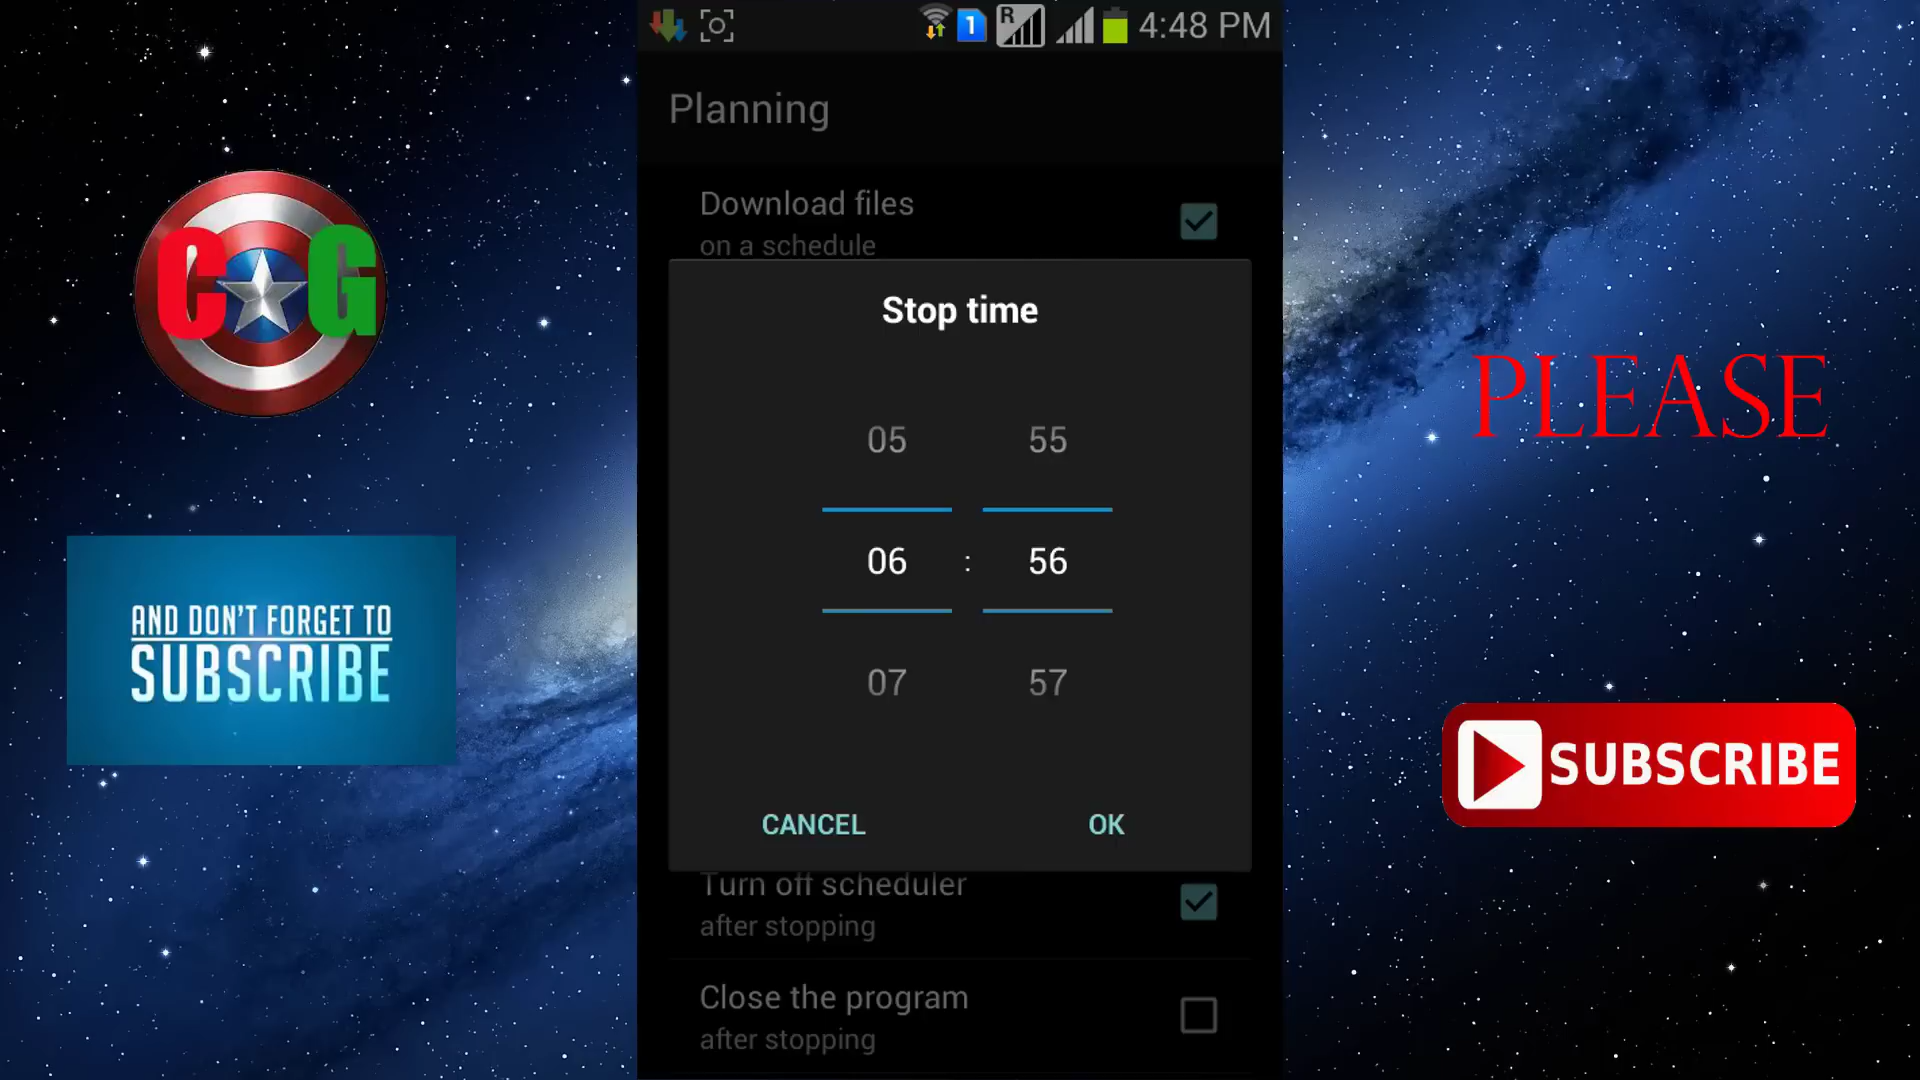 1 R 4:48 PM
Planning
Download files
on a schedule
Stop time
05 55
06 : 56
07 57
CANCEL OK
Turn off scheduler
after stopping
Close the program
after stopping
C G
AND DON'T FORGET TO
SUBSCRIBE
PLEASE
SUBSCRIBE